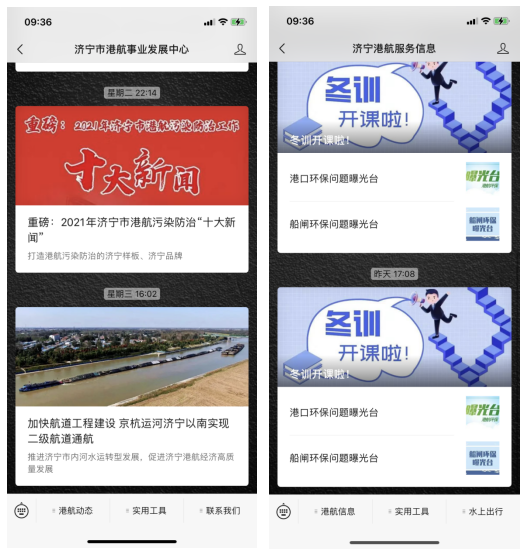 09:36
济宁市港航事业发展中心
星期二 22:14
重磅：2021年济宁市港航污染防治工作
十大新闻
重磅：2021年济宁市港航污染防治“十大新
闻”
打造港航污染防治的济宁样板、济宁品牌
星期三 16:02
加快航道工程建设 京杭运河济宁以南实现
二级航道通航
推进济宁市内河水运转型发展，促进济宁港航经济高质
量发展
港航动态
实用工具
联系我们
09:36
济宁港航服务信息
冬训
开课啦!
冬训开课啦!
港口环保问题曝光台
曝光台
船闸环保问题曝光台
船闸环保
曝光台
昨天 17:08
冬训
开课啦!
冬训开课啦!
港口环保问题曝光台
曝光台
船闸环保问题曝光台
船闸环保
曝光台
港航信息
实用工具
水上出行